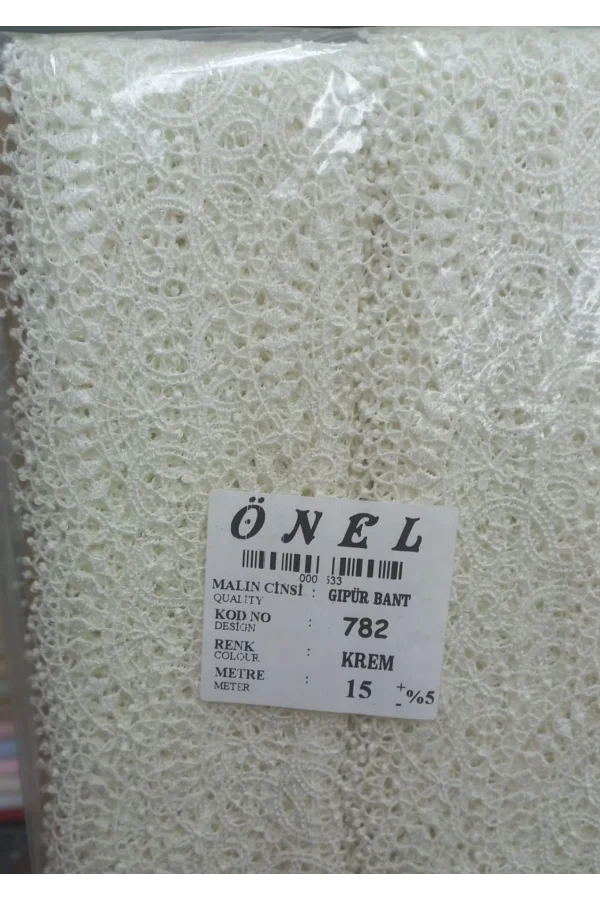 ÖNEL
000 533
MALIN CİNSİ : GIPÜR BANT
QUALITY
KOD NO : 782
DESIGN
RENK : KREM
COLOUR
METRE : 15 +- %5
METER